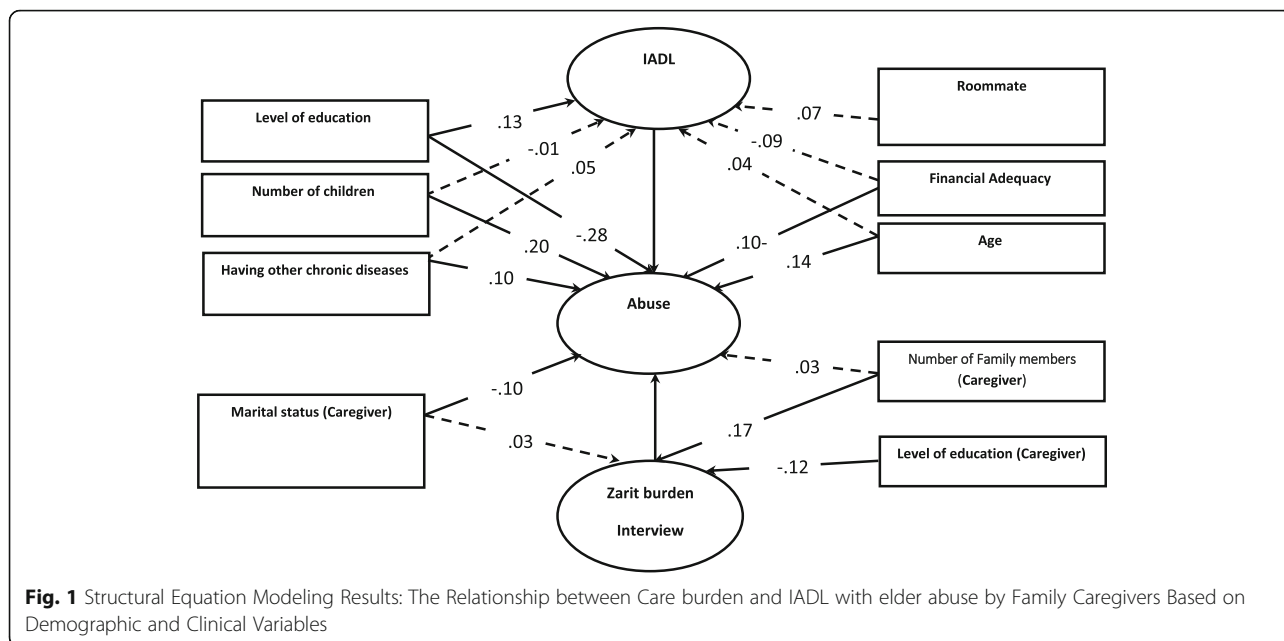 IADL
Roommate
Level of education
.13
.07
-.01
-.09
Number of children
.05
.04
Financial Adequacy
-.28
.20
.10-
Age
Having other chronic diseases
.10
.14
Abuse
Number of Family members
(Caregiver)
.03
-.10
Marital status (Caregiver)
.03
.17
Level of education (Caregiver)
-.12
Zarit burden
Interview
Fig. 1 Structural Equation Modeling Results: The Relationship between Care burden and IADL with elder abuse by Family Caregivers Based on
Demographic and Clinical Variables